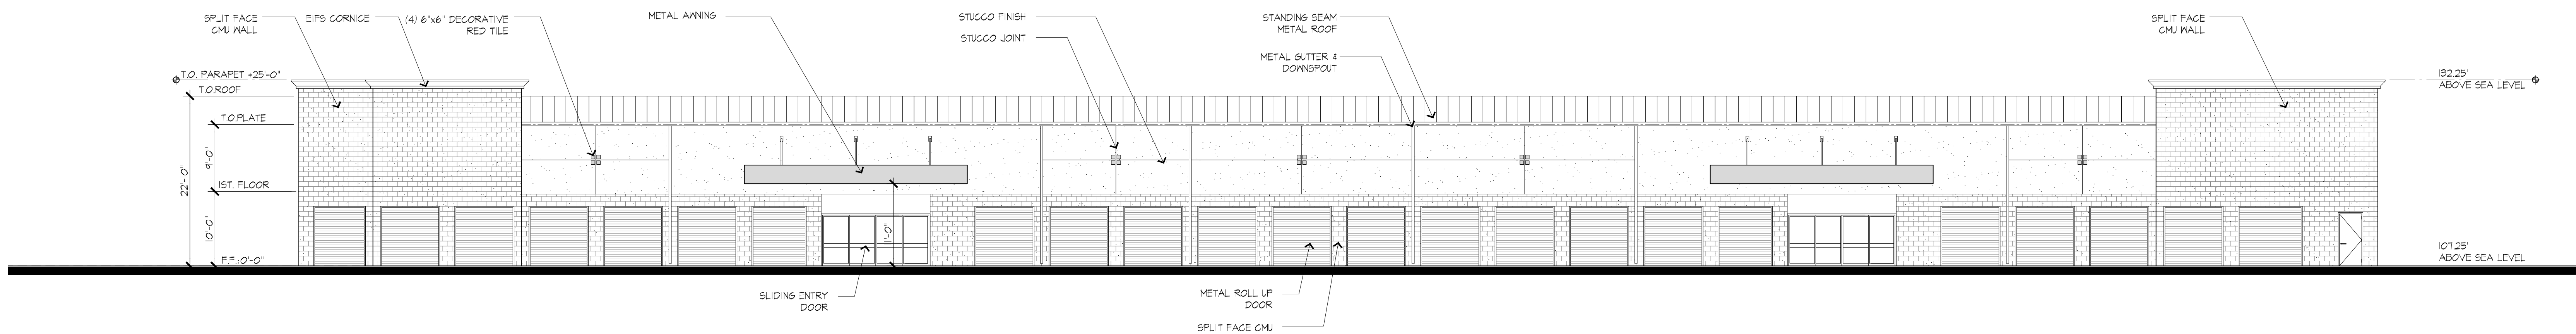 SPLIT FACE
CMU WALL
EIFS CORNICE
(4) 6"x6" DECORATIVE
RED TILE
METAL AWNING
STUCCO FINISH
STUCCO JOINT
STANDING SEAM
METAL ROOF
METAL GUTTER &
DOWNSPOUT
SPLIT FACE
CMU WALL
T.O. PARAPET +25'-0"
T.O.ROOF
T.O.PLATE
9'-0"
22'-10"
1ST. FLOOR
10'-0"
F.F.:0'-0"
11'-0"
132.25'
ABOVE SEA LEVEL
107.25'
ABOVE SEA LEVEL
SLIDING ENTRY
DOOR
METAL ROLL UP
DOOR
SPLIT FACE CMU